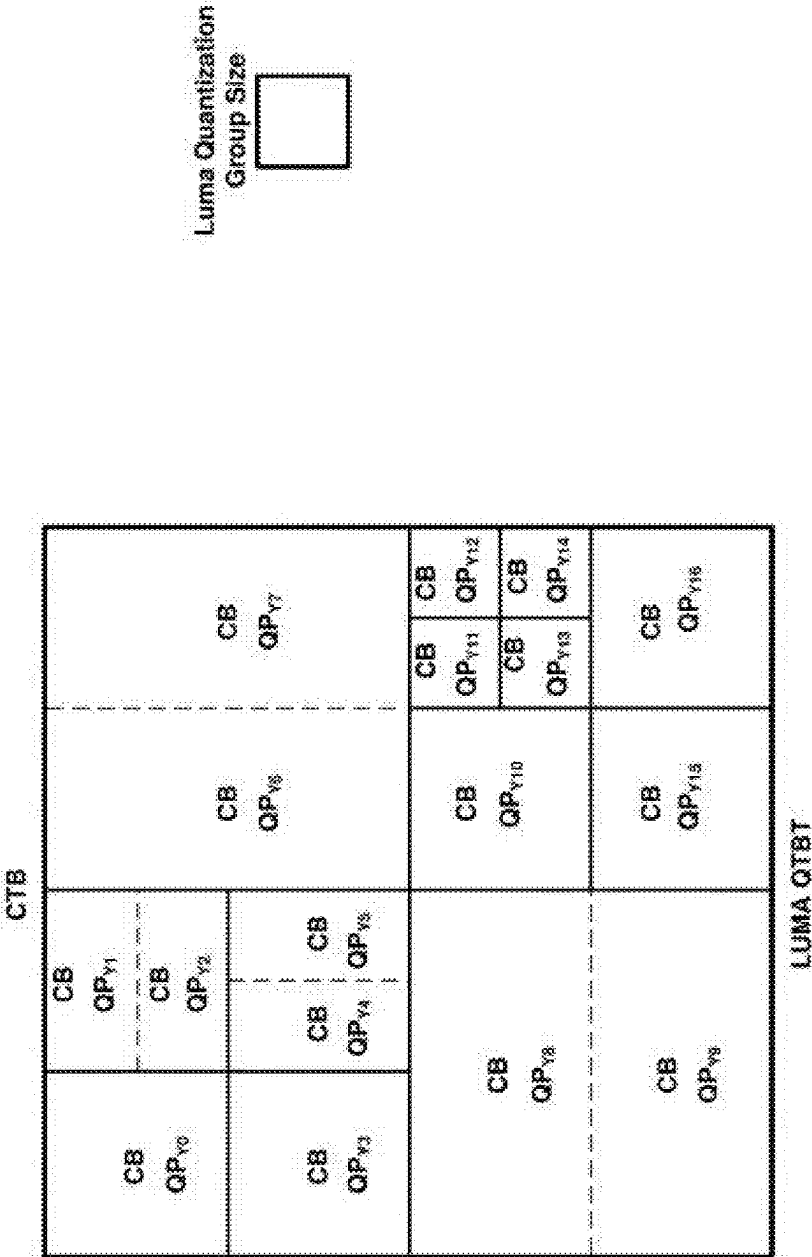 CTB
CB
QPY0
CB
QPY1
CB
QPY2
CB
QPY3
CB
QPY4
CB
QPY5
CB
QPY6
CB
QPY7
CB
QPY8
CB
QPY9
CB
QPY10
CB
QPY11
CB
QPY12
CB
QPY13
CB
QPY14
CB
QPY15
CB
QPY16
LUMA QTBT
Luma Quantization
Group Size